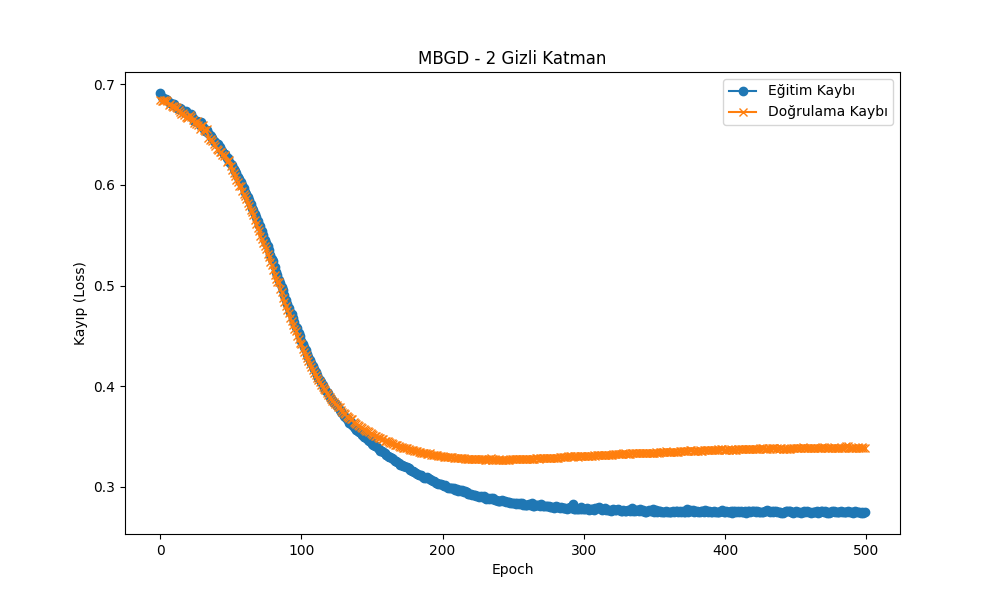 MBGD - 2 Gizli Katman
Eğitim Kaybı
Doğrulama Kaybı
Kayıp (Loss)
0.7
0.6
0.5
0.4
0.3
0 100 200 300 400 500
Epoch